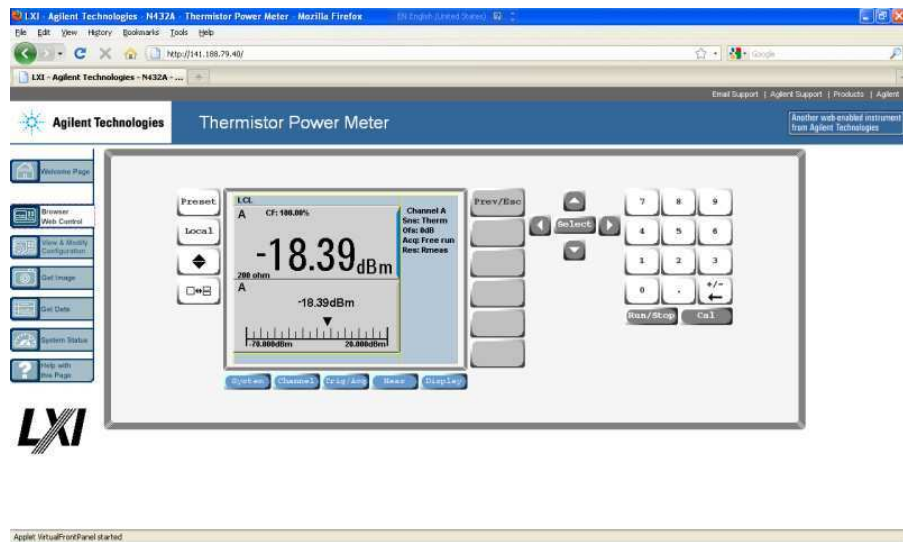 LXI - Agilent Technologies - N432A - Thermistor Power Meter - Mozilla Firefox
EN English (United States)
File Edit View History Bookmarks Tools Help
http://141.188.79.40/
Google
LXI - Agilent Technologies - N432A - ...
Email Support | Agilent Support | Products | Agilent
Agilent Technologies
Thermistor Power Meter
Another web-enabled instrument
from Agilent Technologies
Welcome Page
Browser
Web Control
View & Modify
Configuration
Get Image
Get Data
System Status
Help with
this Page
LXI
Preset
Local
LCL
A CF: 100.00%
-18.39dBm
200 ohm
Channel A
Sns: Therm
Ofs: 0dB
Acq: Free run
Res: Rmeas
A
-18.39dBm
-70.000dBm 20.000dBm
System Channel Trig/Acq Meas Display
Prev/Esc
Select
7 8 9
4 5 6
1 2 3
0 . +/-
Run/Stop Cal
Applet VirtualFrontPanel started